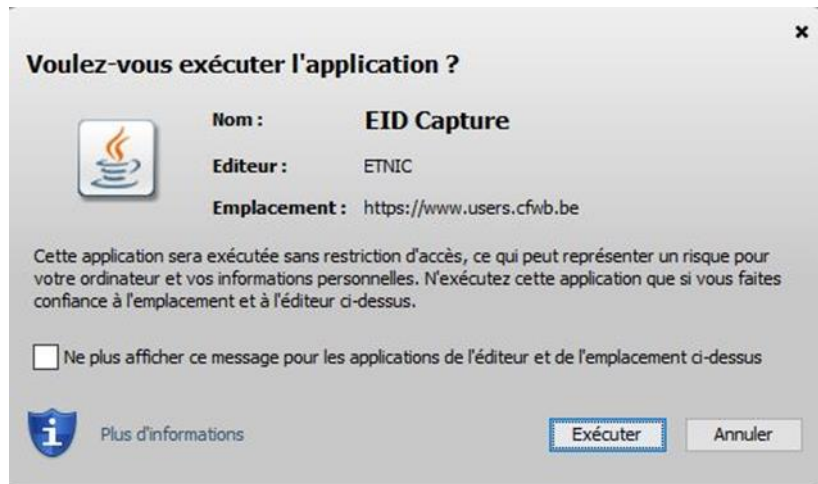 Voulez-vous exécuter l'application ?
Nom : EID Capture
Editeur : ETNIC
Emplacement : https://www.users.cfwb.be
Cette application sera exécutée sans restriction d'accès, ce qui peut représenter un risque pour
votre ordinateur et vos informations personnelles. N'exécutez cette application que si vous faites
confiance à l'emplacement et à l'éditeur ci-dessus.
Ne plus afficher ce message pour les applications de l'éditeur et de l'emplacement ci-dessus
Plus d'informations
Exécuter Annuler